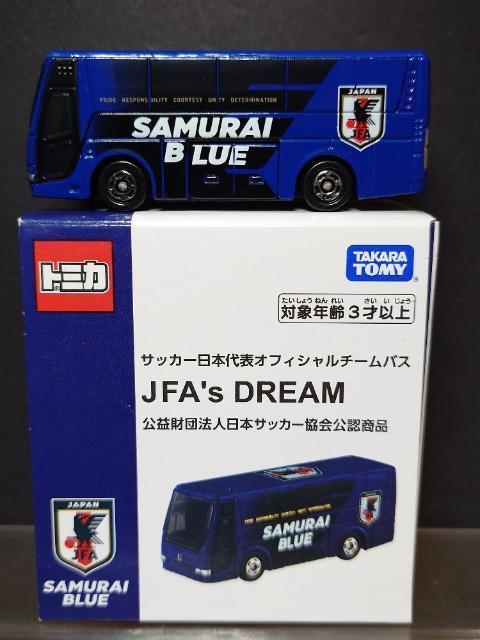 PRIDE RESPONSIBILITY COURTESY UNITY DETERMINATION
SAMURAI
BLUE
JAPAN
JFA
トミカ
TAKARA
TOMY
たいしょうねんれい さいいじょう
対象年齢3才以上
サッカー日本代表オフィシャルチームバス
JFA's DREAM
公益財団法人日本サッカー協会公認商品
SAMURAI
BLUE
JAPAN
JFA
SAMURAI
BLUE